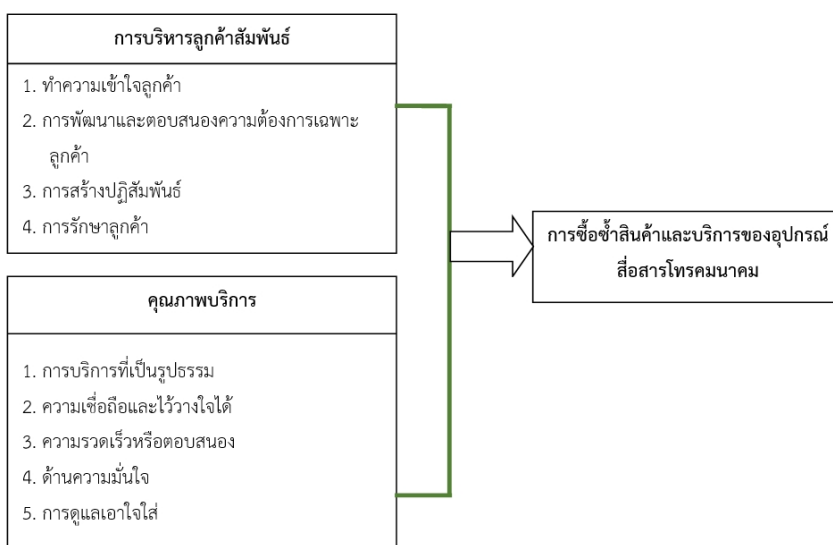 การบริหารลูกค้าสัมพันธ์
1. ทำความเข้าใจลูกค้า
2. การพัฒนาและตอบสนองความต้องการเฉพาะ
ลูกค้า
3. การสร้างปฏิสัมพันธ์
4. การรักษาลูกค้า
คุณภาพบริการ
1. การบริการที่เป็นรูปธรรม
2. ความเชื่อถือและไว้วางใจได้
3. ความรวดเร็วหรือตอบสนอง
4. ด้านความมั่นใจ
5. การดูแลเอาใจใส่
การซื้อซ้ำสินค้าและบริการของอุปกรณ์
สื่อสารโทรคมนาคม